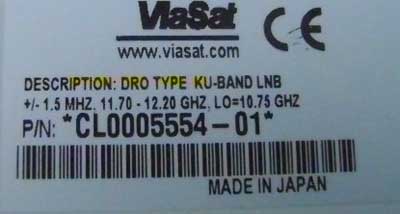 ViaSat
www.viasat.com
CE
DESCRIPTION: DRO TYPE KU-BAND LNB
+/- 1.5 MHZ. 11.70 - 12.20 GHZ, LO=10.75 GHZ
P/N: *CL0005554-01*
MADE IN JAPAN